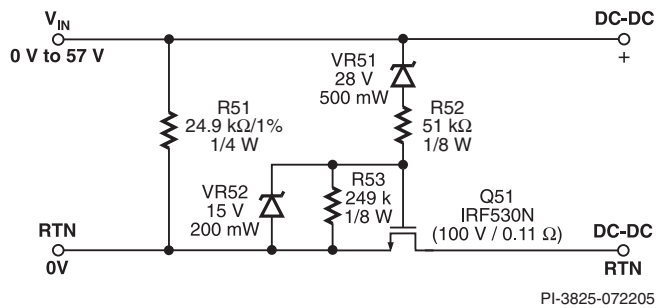 V_IN
0 V to 57 V
DC-DC
+
VR51
28 V
500 mW
R51
24.9 kΩ/1%
1/4 W
R52
51 kΩ
1/8 W
VR52
15 V
200 mW
R53
249 k
1/8 W
Q51
IRF530N
(100 V / 0.11 Ω)
RTN
0V
DC-DC
RTN
PI-3825-072205